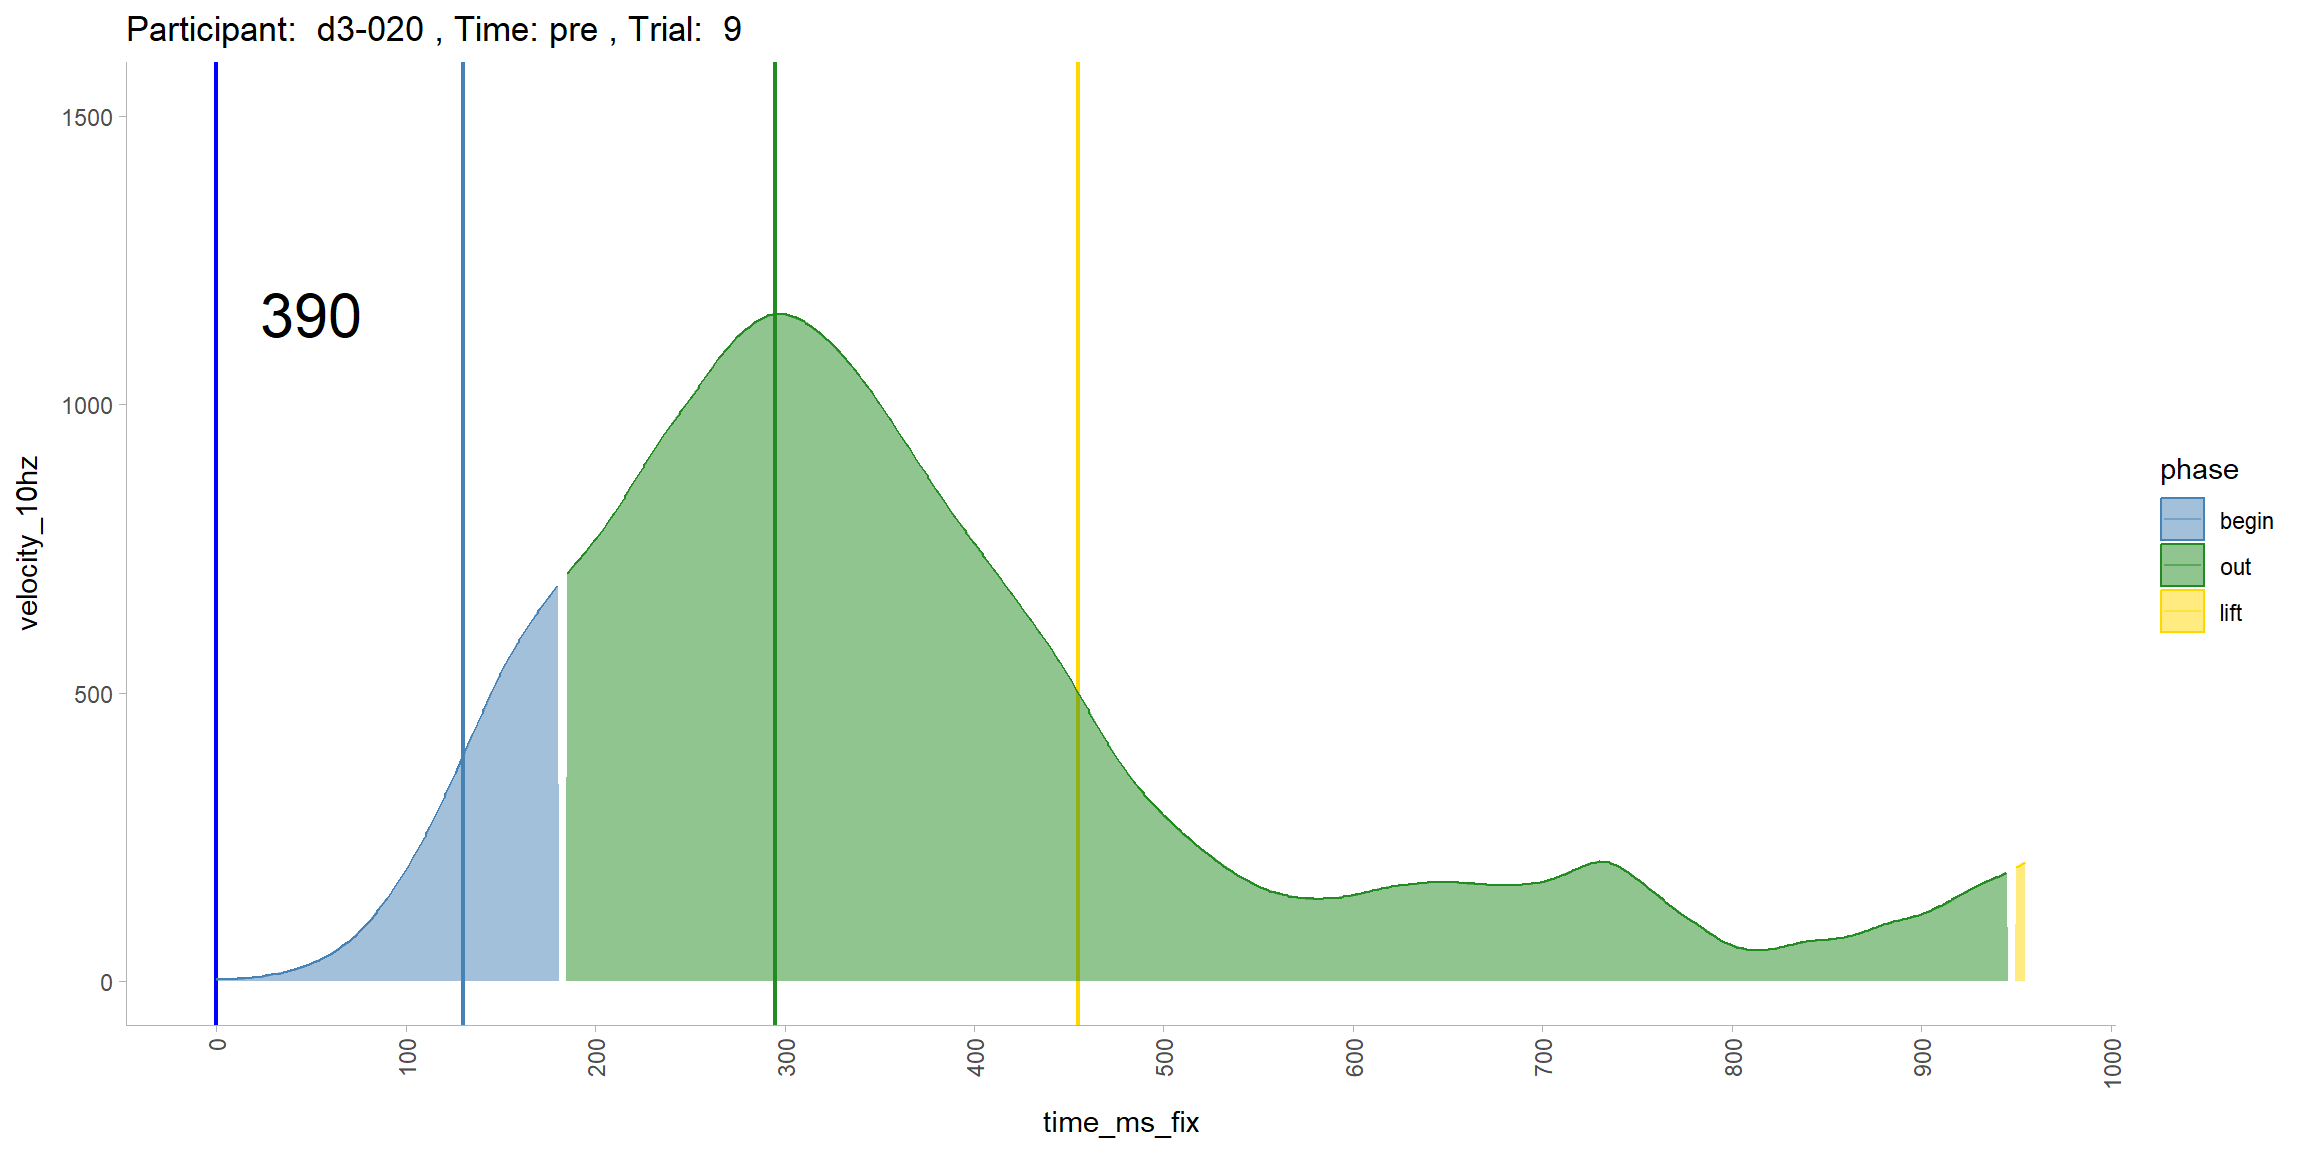 Participant:  d3-020 , Time: pre , Trial:  9
1500
1000
500
0
velocity_10hz
390
0
100
200
300
400
500
600
700
800
900
1000
time_ms_fix
phase
begin
out
lift